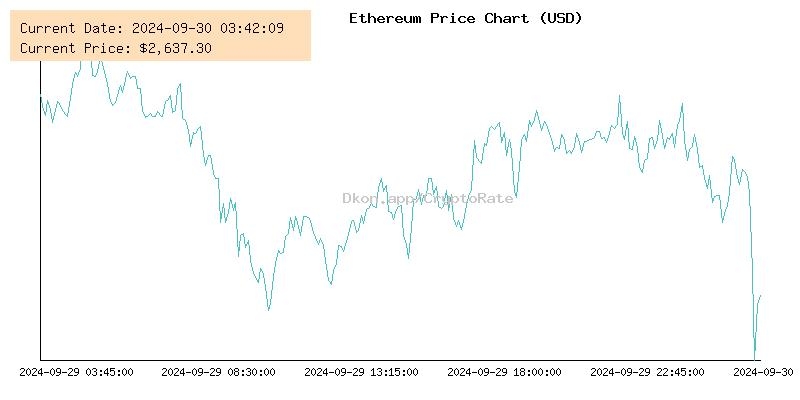 Ethereum Price Chart (USD)
Current Date: 2024-09-30 03:42:09
Current Price: $2,637.30
Dkon.app/CryptoRate
2024-09-29 03:45:00 2024-09-29 08:30:00 2024-09-29 13:15:00 2024-09-29 18:00:00 2024-09-29 22:45:00 2024-09-30